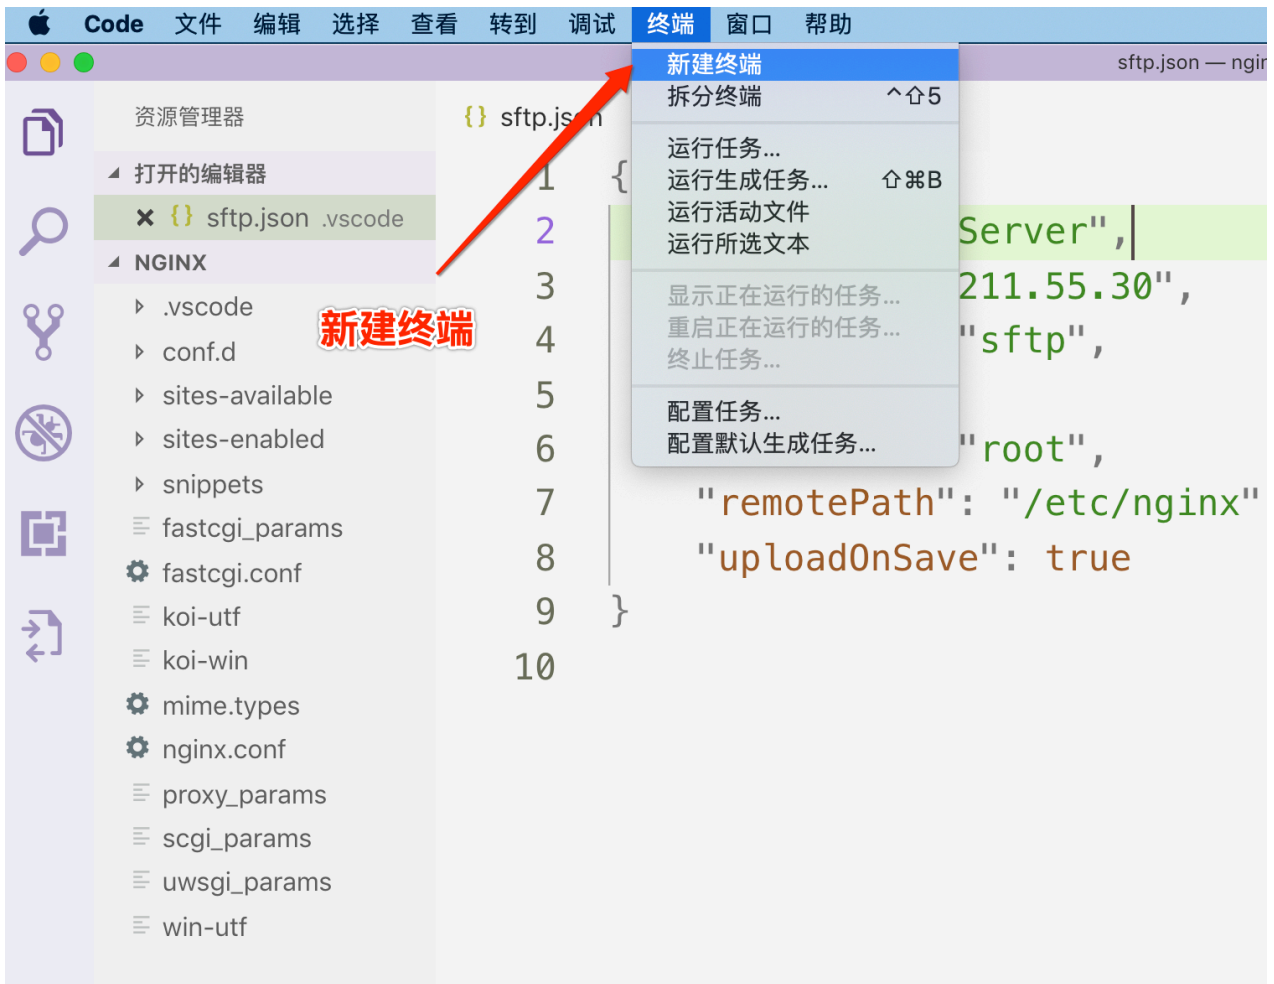 Code 文件 编辑 选择 查看 转到 调试 终端 窗口 帮助
sftp.json — ngin
新建终端
拆分终端 ^⇧5
运行任务...
运行生成任务... ⇧⌘B
运行活动文件
运行所选文本
显示正在运行的任务...
重启正在运行的任务...
终止任务...
配置任务...
配置默认生成任务...
资源管理器
打开的编辑器
sftp.json .vscode
NGINX
.vscode
conf.d
sites-available
sites-enabled
snippets
fastcgi_params
fastcgi.conf
koi-utf
koi-win
mime.types
nginx.conf
proxy_params
scgi_params
uwsgi_params
win-utf
新建终端
{} sftp.json
1 {
2 Server",
3 211.55.30",
4 "sftp",
5
6 "root",
7 "remotePath": "/etc/nginx"
8 "uploadOnSave": true
9 }
10